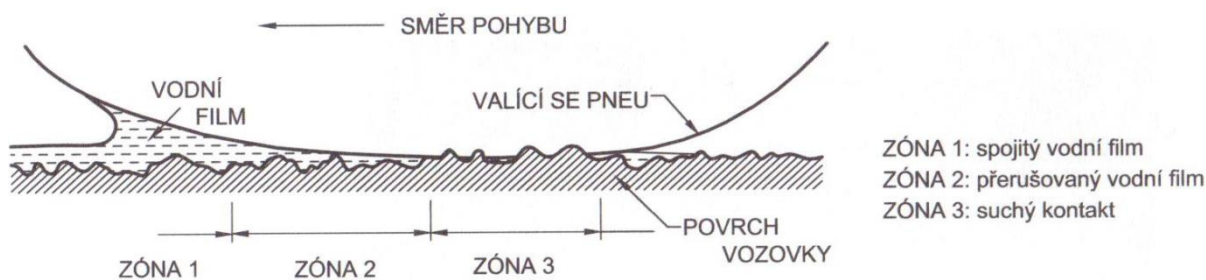 SMĚR POHYBU
VODNÍ
FILM
VALÍCÍ SE PNEU
ZÓNA 1: spojitý vodní film
ZÓNA 2: přerušovaný vodní film
ZÓNA 3: suchý kontakt
POVRCH
VOZOVKY
ZÓNA 1
ZÓNA 2
ZÓNA 3